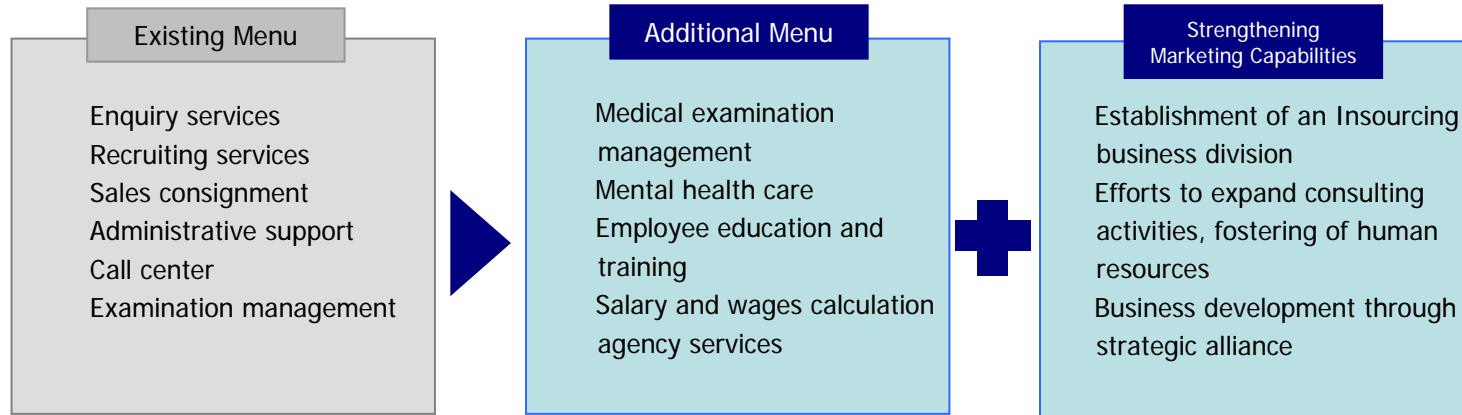 Existing Menu
Enquiry services
Recruiting services
Sales consignment
Administrative support
Call center
Examination management
Additional Menu
Medical examination
management
Mental health care
Employee education and
training
Salary and wages calculation
agency services
Strengthening
Marketing Capabilities
Establishment of an Insourcing
business division
Efforts to expand consulting
activities, fostering of human
resources
Business development through
strategic alliance